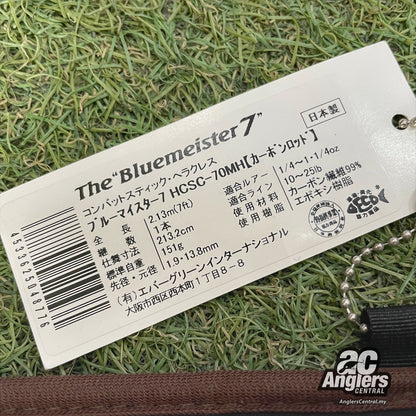 The "Bluemeister 7"
日本製
コンバットスティック・ヘラクレス
ブルーマイスター7 HCSC-70MH【カーボンロッド】
全 長 2.13m(7ft) 適合ルアー 1/4～1・1/4oz
継 数 1本 適合ライン 10～25lb
仕舞寸法 213.2cm 使用材料 カーボン繊維99%
標準自重 151g 使用樹脂 エポキシ樹脂
先径・元径 1.9・13.8mm
(有)エバーグリーンインターナショナル
大阪市西区西本町1丁目8-8
4533625018776
2C
Anglers
CENTRAL
AnglersCentral.my